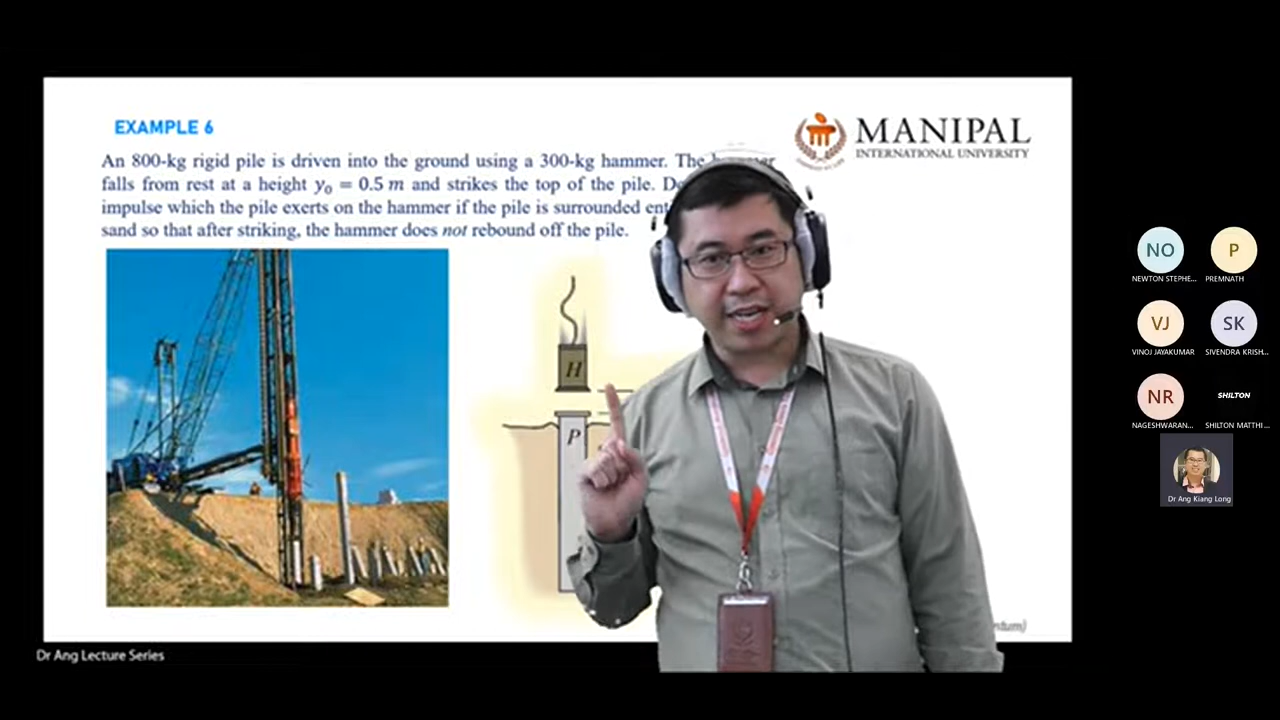 EXAMPLE 6
MANIPAL
INTERNATIONAL UNIVERSITY
An 800-kg rigid pile is driven into the ground using a 300-kg hammer. The
falls from rest at a height y₀ = 0.5 m and strikes the top of the pile.
impulse which the pile exerts on the hammer if the pile is surrounded
sand so that after striking, the hammer does not rebound off the pile.
H
P
Dr Ang Lecture Series
NO
NEWTON STEPHE...
P
PREMNATH
VJ
VINOJ JAYAKUMAR
SK
SIVENDRA KRISH...
NR
NAGESHWARAN...
SHILTON
SHILTON MATTHI...
Dr Ang Kiang Long